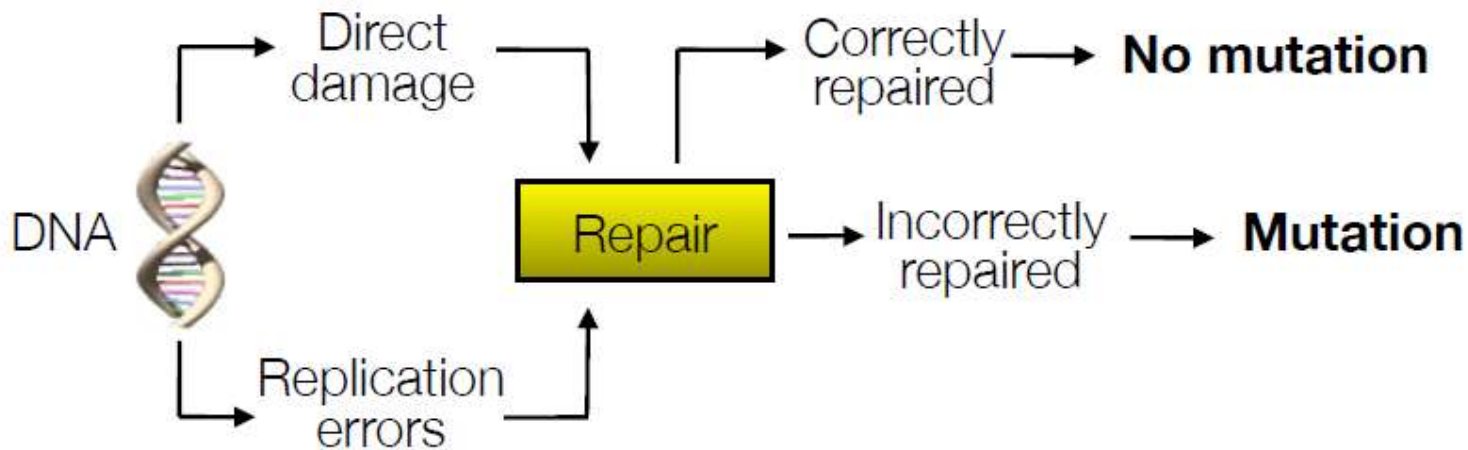 Direct
damage
Correctly
repaired
No mutation
DNA
Repair
Incorrectly
repaired
Mutation
Replication
errors